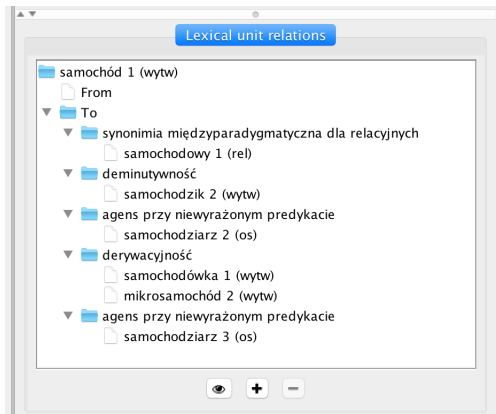 Lexical unit relations
samochód 1 (wytw)
From
To
synonimia międzyparadygmatyczna dla relacyjnych
samochodowy 1 (rel)
deminutywność
samochodzik 2 (wytw)
agens przy niewyrażonym predykacie
samochodziarz 2 (os)
derywacyjność
samochodówka 1 (wytw)
mikrosamochód 2 (wytw)
agens przy niewyrażonym predykacie
samochodziarz 3 (os)